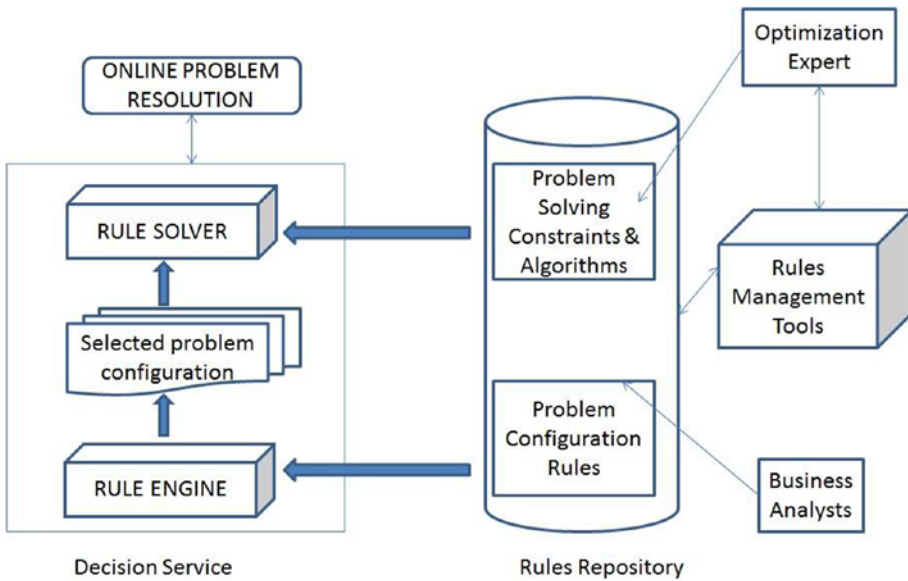 ONLINE PROBLEM
RESOLUTION
RULE SOLVER
Selected problem
configuration
RULE ENGINE
Decision Service
Problem
Solving
Constraints &
Algorithms
Problem
Configuration
Rules
Rules Repository
Optimization
Expert
Rules
Management
Tools
Business
Analysts